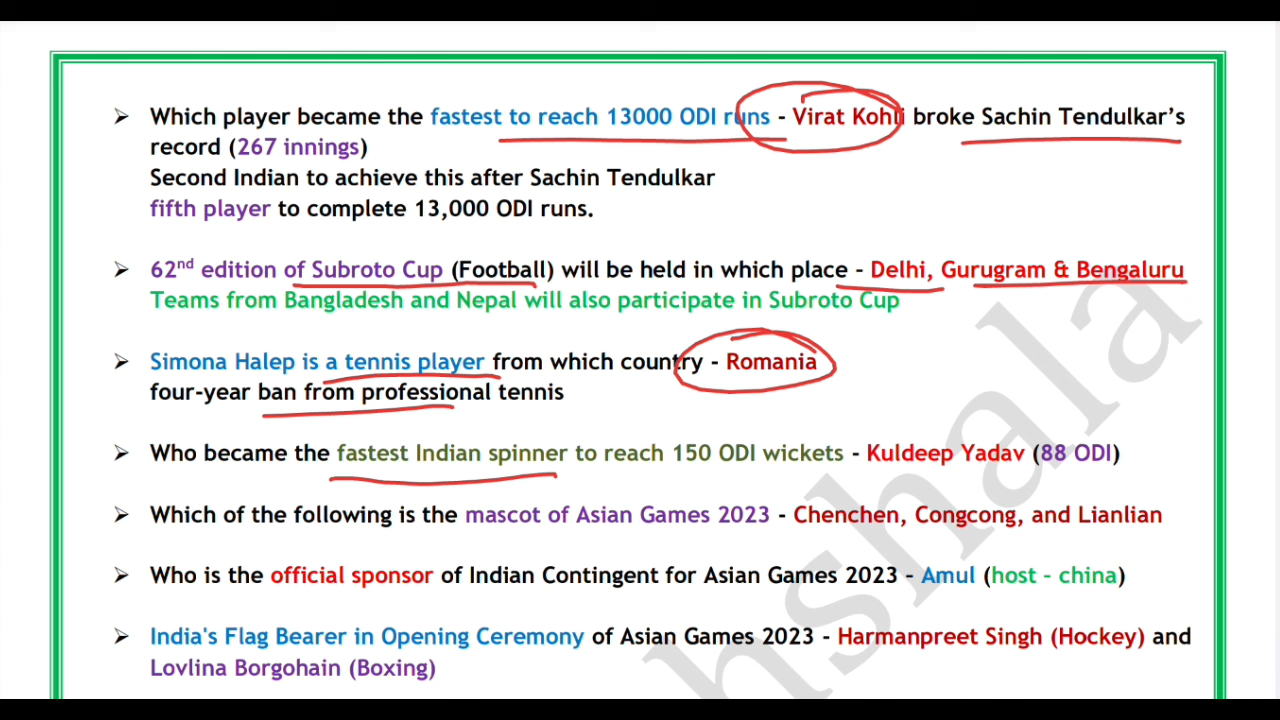 ➢ Which player became the fastest to reach 13000 ODI runs - Virat Kohli broke Sachin Tendulkar's
record (267 innings)
Second Indian to achieve this after Sachin Tendulkar
fifth player to complete 13,000 ODI runs.
➢ 62nd edition of Subroto Cup (Football) will be held in which place - Delhi, Gurugram & Bengaluru
Teams from Bangladesh and Nepal will also participate in Subroto Cup
➢ Simona Halep is a tennis player from which country - Romania
four-year ban from professional tennis
➢ Who became the fastest Indian spinner to reach 150 ODI wickets - Kuldeep Yadav (88 ODI)
➢ Which of the following is the mascot of Asian Games 2023 - Chenchen, Congcong, and Lianlian
➢ Who is the official sponsor of Indian Contingent for Asian Games 2023 - Amul (host - china)
➢ India's Flag Bearer in Opening Ceremony of Asian Games 2023 - Harmanpreet Singh (Hockey) and
Lovlina Borgohain (Boxing)
hshala